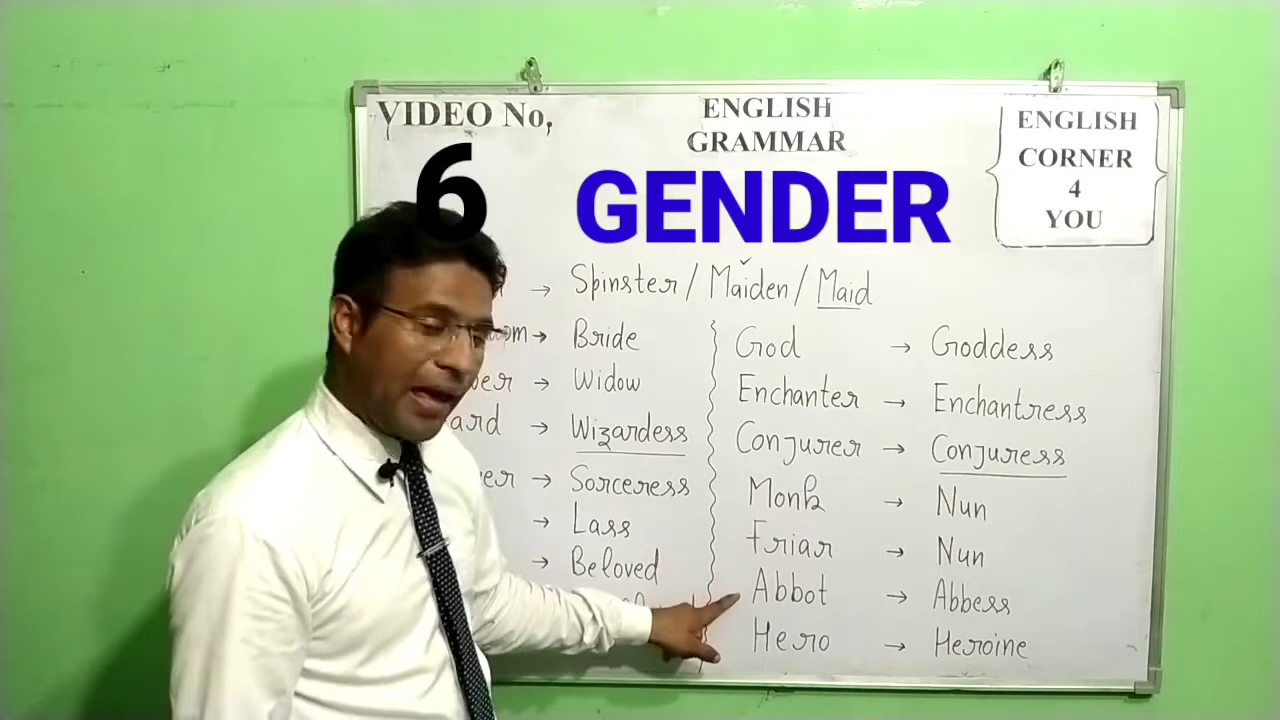 VIDEO No,
6
ENGLISH
GRAMMAR
GENDER
ENGLISH
CORNER
4
YOU
→ Spinster / Maiden / Maid
→ Bride
→ Widow
→ Wizardess
→ Sorceress
→ Lass
→ Beloved
God → Goddess
Enchanter → Enchantress
Conjurer → Conjuress
Monk → Nun
Friar → Nun
Abbot → Abbess
Hero → Heroine